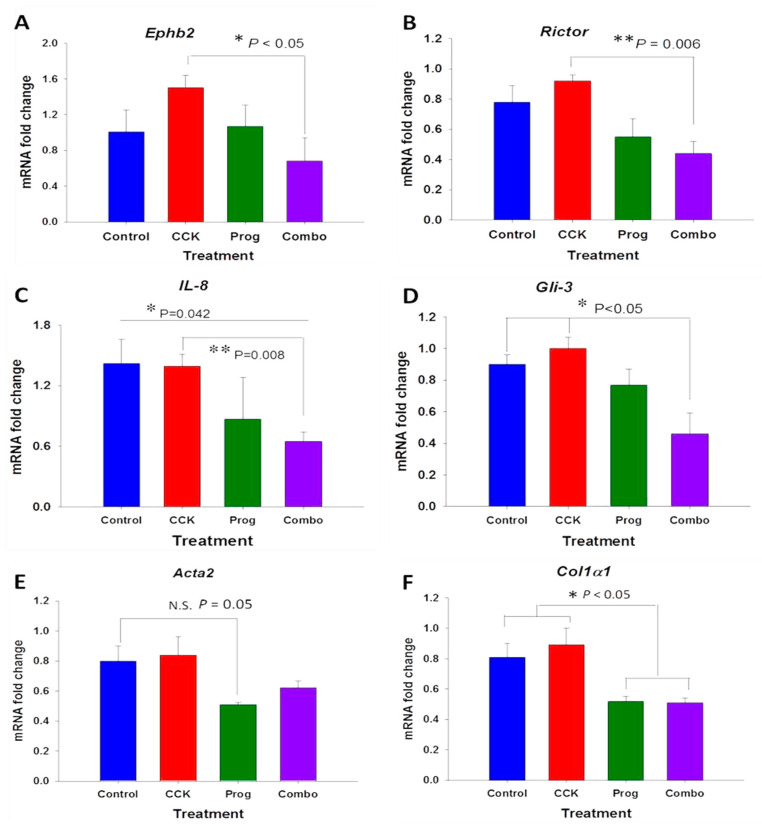 A
Ephb2
* P < 0.05
mRNA fold change
2.0
1.6
1.2
0.8
0.4
0.0
Control CCK Prog Combo
Treatment
B
Rictor
** P = 0.006
mRNA fold change
1.2
1.0
0.8
0.6
0.4
0.2
0.0
Control CCK Prog Combo
Treatment
C
IL-8
* P=0.042
** P=0.008
mRNA fold change
1.8
1.2
0.6
0.0
Control CCK Prog Combo
Treatment
D
Gli-3
* P<0.05
mRNA fold change
1.2
1.0
0.8
0.6
0.4
0.2
0.0
Control CCK Prog Combo
Treatment
E
Acta2
N.S. P = 0.05
mRNA fold change
1.2
1.0
0.8
0.6
0.4
0.2
0.0
Control CCK Prog Combo
Treatment
F
Col1α1
* P < 0.05
mRNA fold change
1.2
1.0
0.8
0.6
0.4
0.2
0.0
Control CCK Prog Combo
Treatment